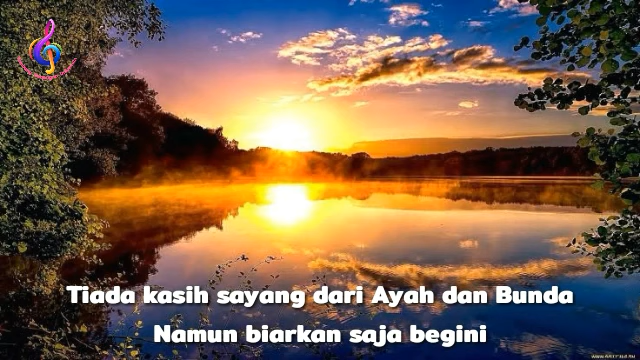 Tiada kasih sayang dari Ayah dan Bunda
Namun biarkan saja begini